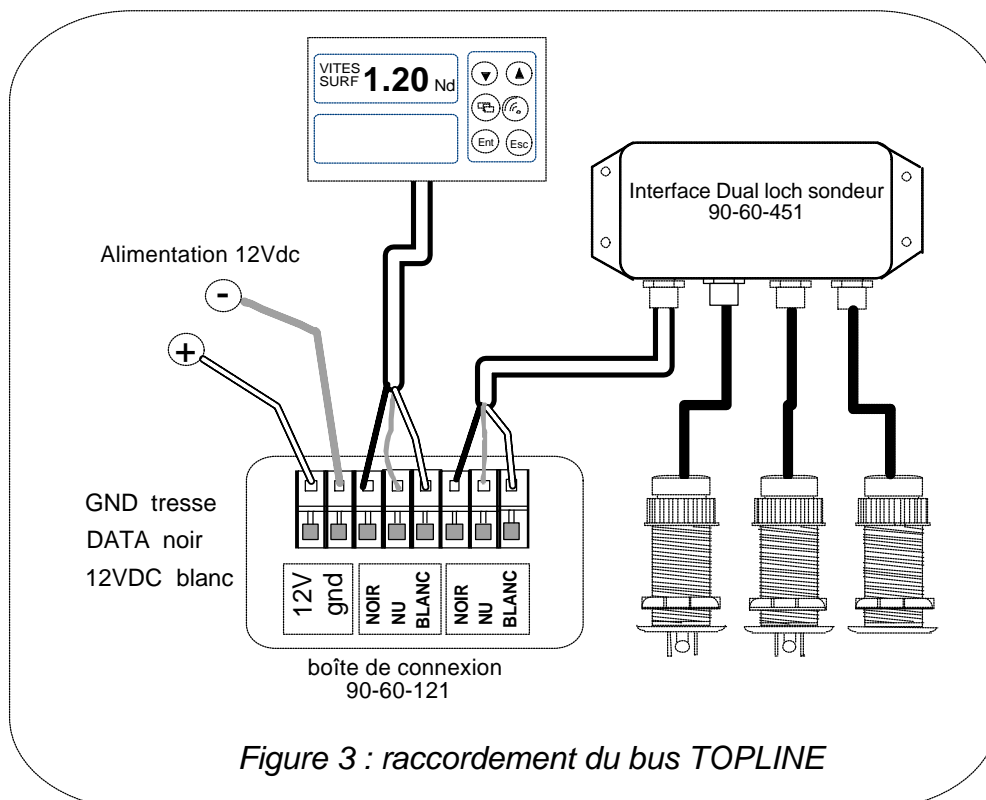 VITES
SURF 1.20 Nd
Ent Esc
Interface Dual loch sondeur
90-60-451
Alimentation 12Vdc
-
+
GND tresse
DATA noir
12VDC blanc
12V gnd NOIR NU BLANC NOIR NU BLANC
boîte de connexion
90-60-121
Figure 3 : raccordement du bus TOPLINE